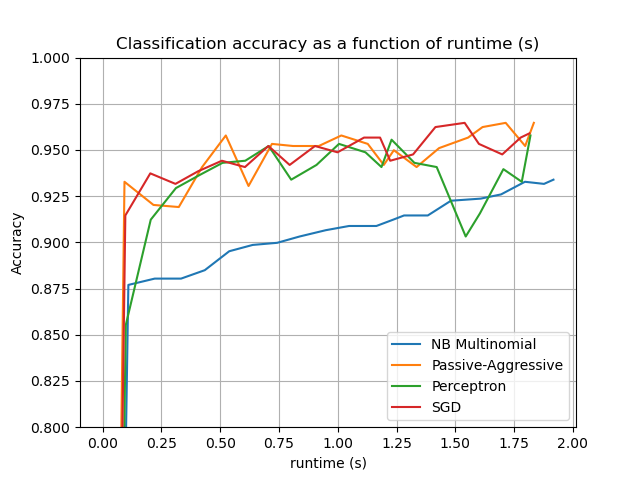 Classification accuracy as a function of runtime (s)
1.000
0.975
0.950
0.925
0.900
0.875
0.850
0.825
0.800
Accuracy
NB Multinomial
Passive-Aggressive
Perceptron
SGD
0.00 0.25 0.50 0.75 1.00 1.25 1.50 1.75 2.00
runtime (s)